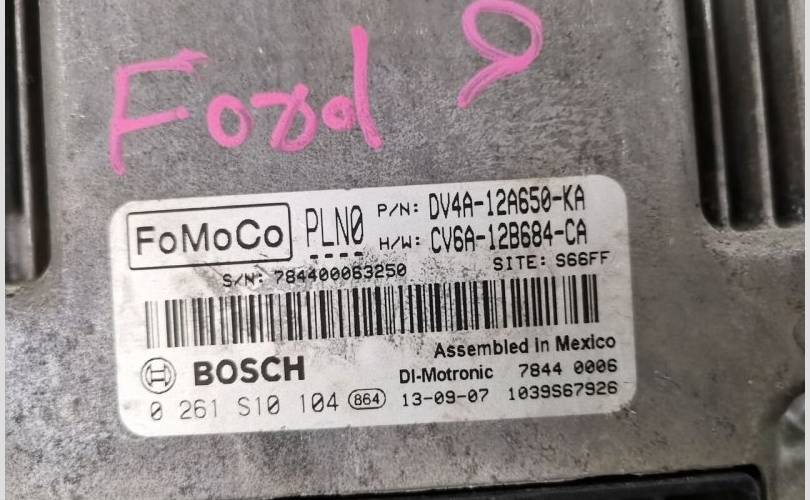 Ford 9
FoMoCo PLN0 P/N: DV4A-12A650-KA
H/W: CV6A-12B684-CA
S/N: 784400063250 SITE: S66FF
Assembled in Mexico
BOSCH DI-Motronic 7844 0006
0 261 S10 104 864 13-09-07 1039S67926